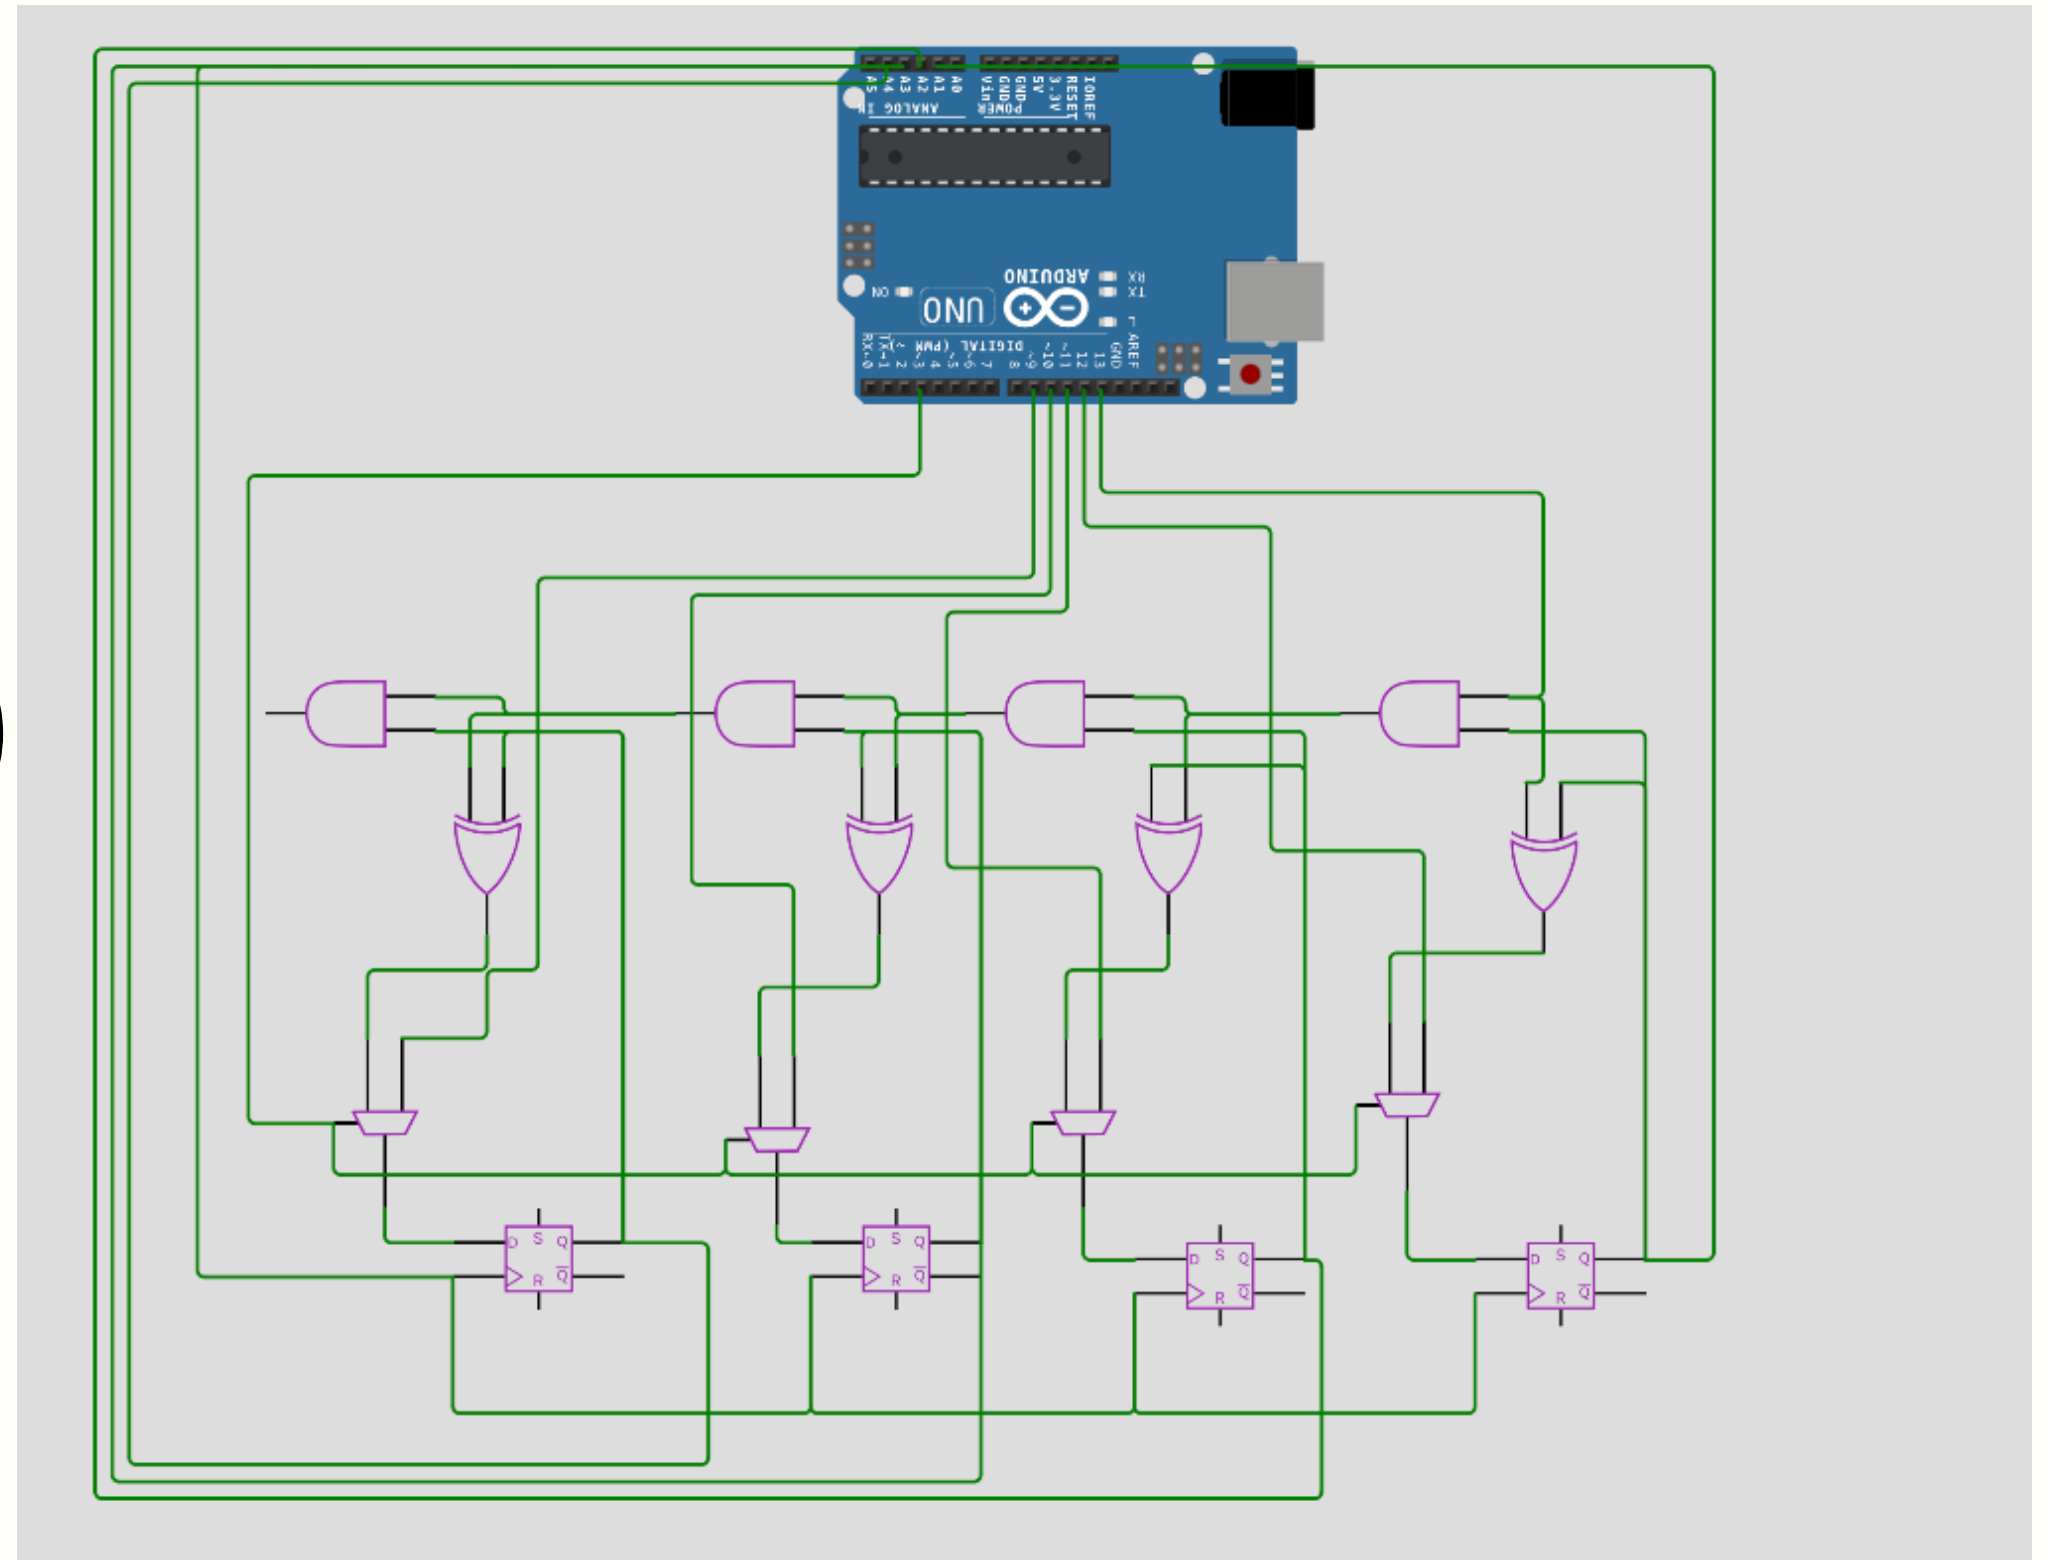 A5 A4 A3 A2 A1 A0 Vin GND GND 5V 3.3V RESET IOREF
ANALOG IN POWER
ARDUINO RX
ON UNO TX
L
DIGITAL (PWM ~)
RX←0 TX→1 2 ~3 4 ~5 ~6 7 8 ~9 ~10 ~11 12 13 GND AREF
D S Q D S Q
R Q̅ R Q̅
D S Q D S Q
R Q̅ R Q̅